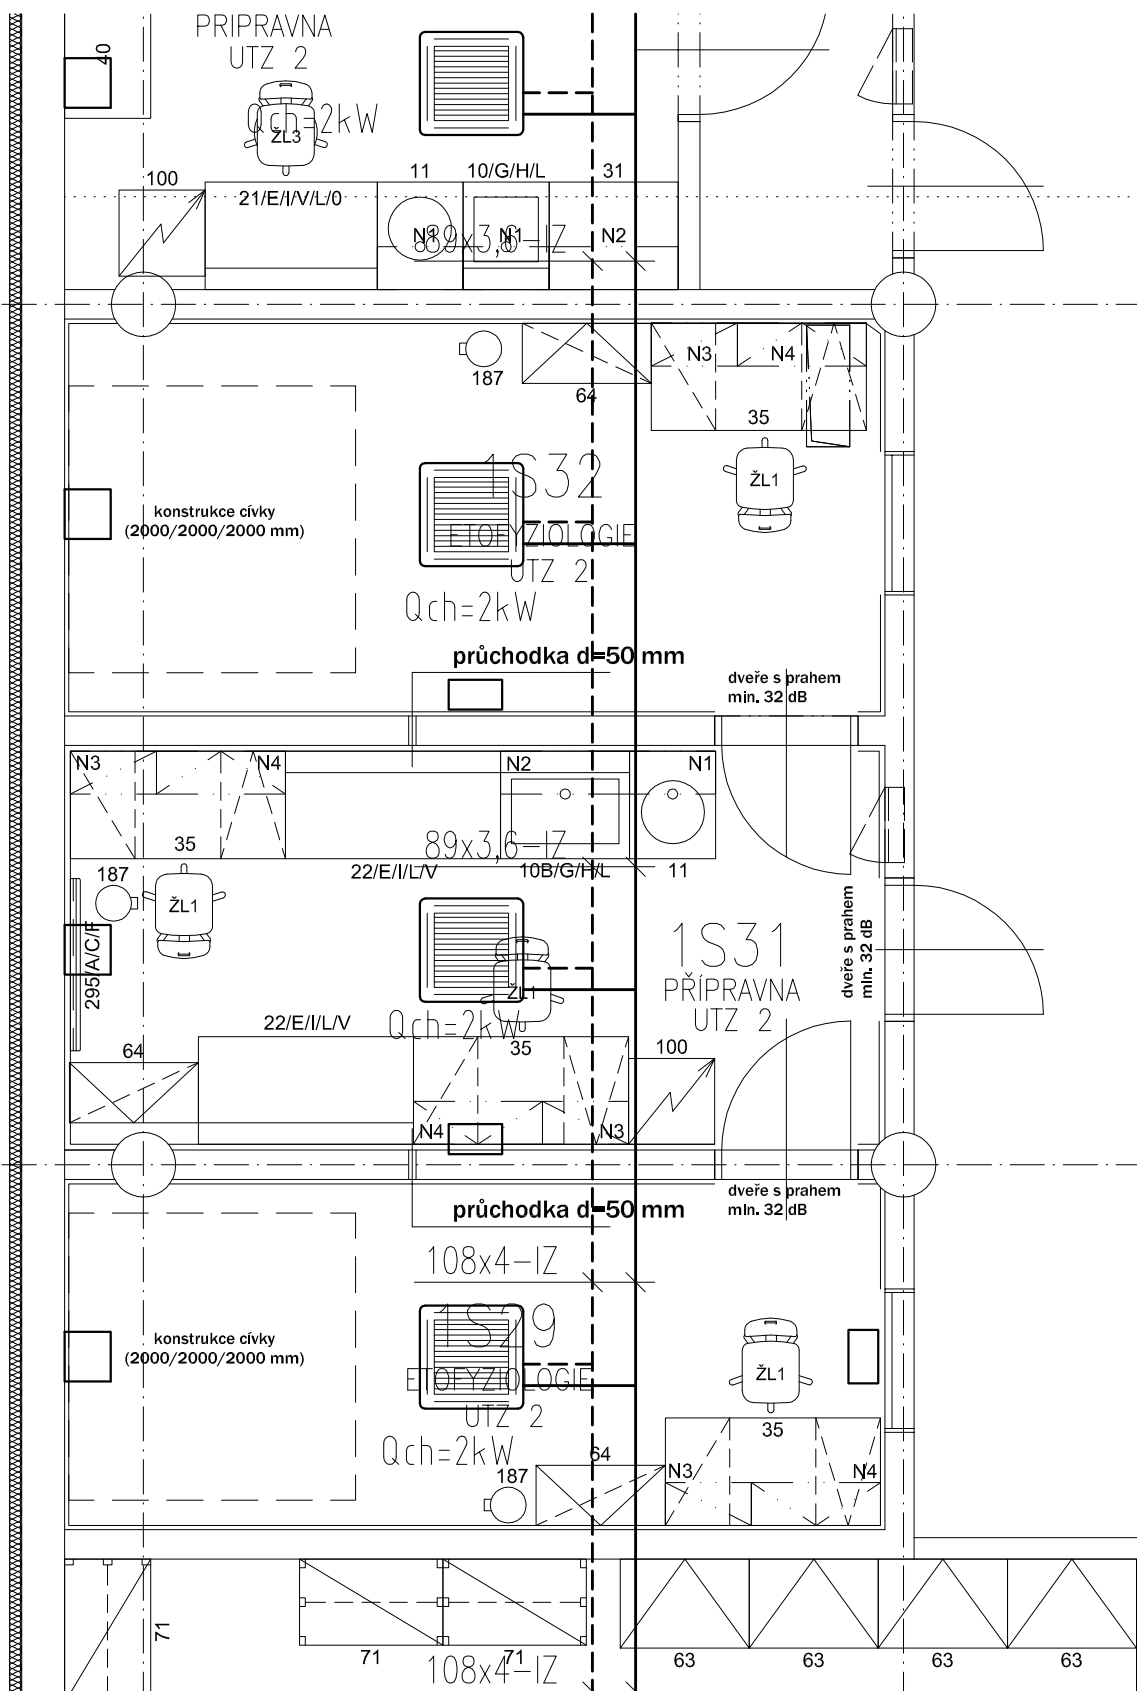 PŘÍPRAVNA
UTZ 2
40
Qch=2kW
ŽL3
100
21/E/I/V/L/0
11
10/G/H/L
31
N1
N1
N2
89x3,6-IZ
187
64
N3
N4
35
ŽL1
1S32
ETOFYZIOLOGIE
UTZ 2
Qch=2kW
konstrukce cívky
(2000/2000/2000 mm)
průchodka d=50 mm
dveře s prahem
min. 32 dB
N3
N4
N2
N1
35
89x3,6-IZ
22/E/I/L/V
10B/G/H/L
11
187
ŽL1
295/A/C/F
ŽL1
1S31
PŘÍPRAVNA
UTZ 2
dveře s prahem
min. 32 dB
Qch=2kW
22/E/I/L/V
35
64
100
N4
N3
dveře s prahem
min. 32 dB
průchodka d=50 mm
108x4-IZ
1S29
ETOFYZIOLOGIE
UTZ 2
Qch=2kW
konstrukce cívky
(2000/2000/2000 mm)
ŽL1
35
64
187
N3
N4
71
71
71
63
63
63
63
108x4-IZ